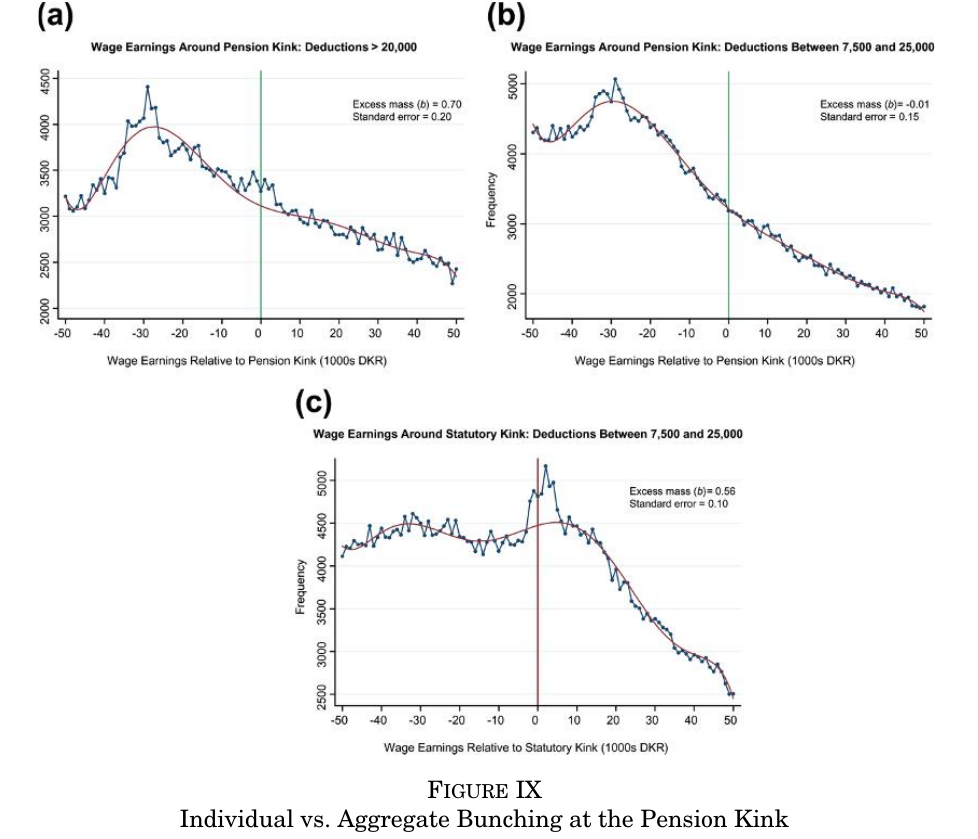 (a)
Wage Earnings Around Pension Kink: Deductions > 20,000
Excess mass (b) = 0.70
Standard error = 0.20
4500
4000
3500
3000
2500
2000
-50 -40 -30 -20 -10 0 10 20 30 40 50
Wage Earnings Relative to Pension Kink (1000s DKR)
(b)
Wage Earnings Around Pension Kink: Deductions Between 7,500 and 25,000
Excess mass (b)= -0.01
Standard error = 0.15
Frequency
5000
4000
3000
2000
-50 -40 -30 -20 -10 0 10 20 30 40 50
Wage Earnings Relative to Pension Kink (1000s DKR)
(c)
Wage Earnings Around Statutory Kink: Deductions Between 7,500 and 25,000
Excess mass (b)= 0.56
Standard error = 0.10
Frequency
5000
4500
4000
3500
3000
2500
-50 -40 -30 -20 -10 0 10 20 30 40 50
Wage Earnings Relative to Statutory Kink (1000s DKR)
FIGURE IX
Individual vs. Aggregate Bunching at the Pension Kink